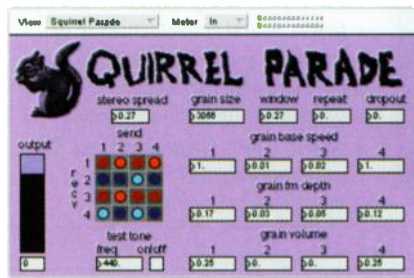 View Squirrel Parade Meter In
QUIRREL PARADE
stereo spread grain size window repeat dropout
0.27 3066 0.27 0. 0.
send
output 1 2 3 4
recv 1 2 3 4
grain base speed
1 2 3 4
1. 0.01 0.02 1.
grain fm depth
1 2 3 4
0.17 0.03 0.05 0.12
test tone
freq on/off
440.
grain volume
1 2 3 4
0 0.25 0. 0. 0.25